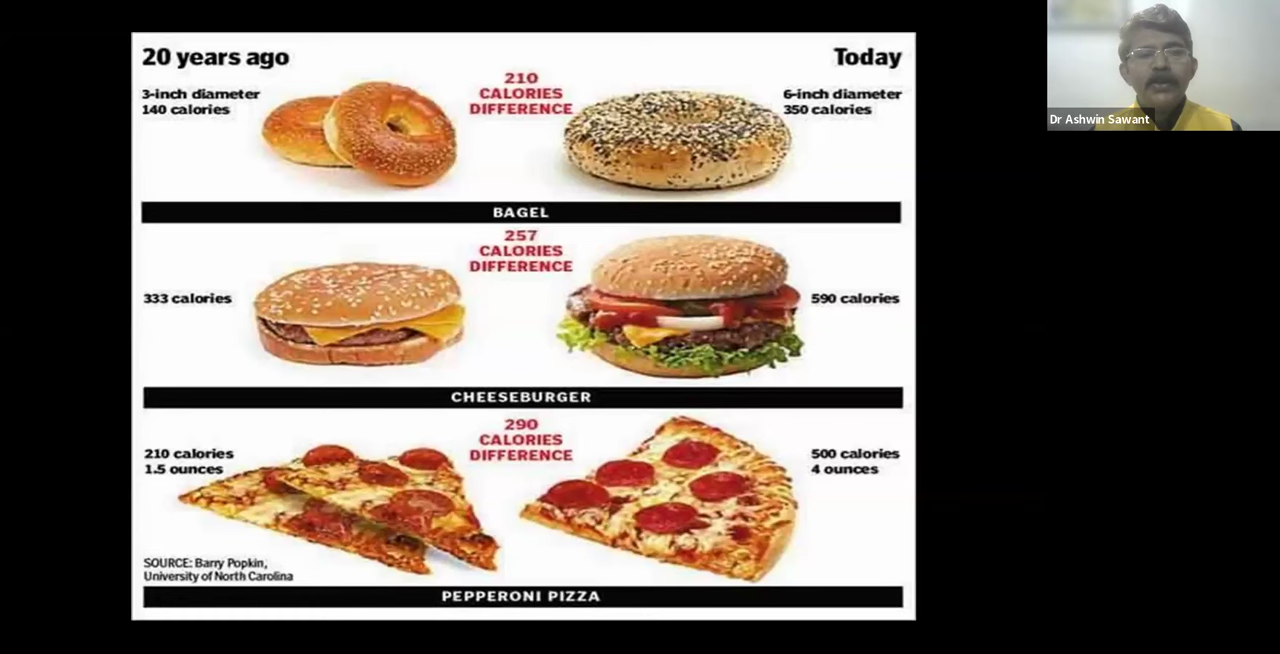 20 years ago
Today
3-inch diameter
140 calories
210
CALORIES
DIFFERENCE
6-inch diameter
350 calories
BAGEL
333 calories
257
CALORIES
DIFFERENCE
590 calories
CHEESEBURGER
210 calories
1.5 ounces
290
CALORIES
DIFFERENCE
500 calories
4 ounces
SOURCE: Barry Popkin,
University of North Carolina
PEPPERONI PIZZA
Dr Ashwin Sawant